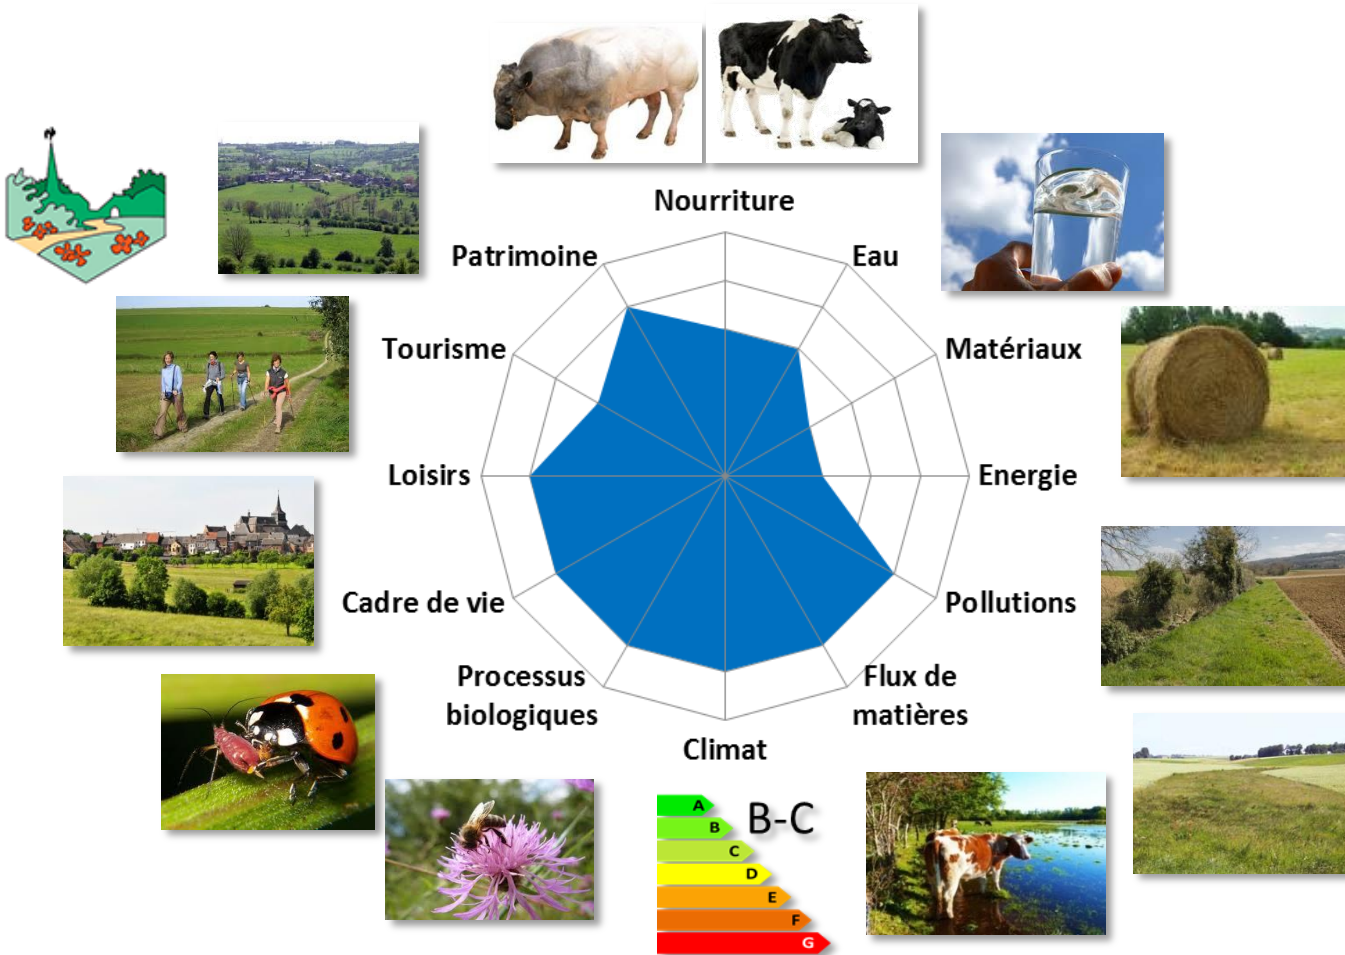 Nourriture
Patrimoine
Eau
Tourisme
Matériaux
Loisirs
Energie
Cadre de vie
Pollutions
Processus
biologiques
Flux de
matières
Climat
A
B
C
D
E
F
G
B-C